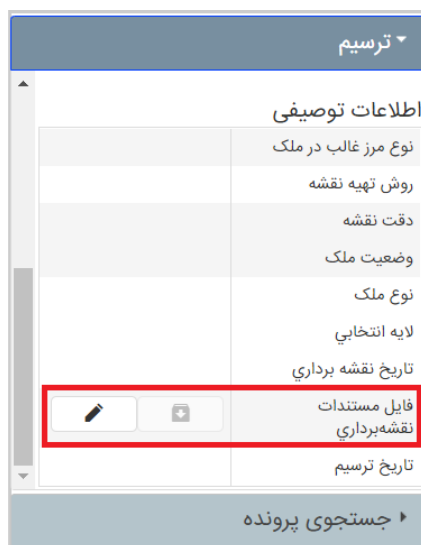 ترسیم
اطلاعات توصیفی
نوع مرز غالب در ملک
روش تهیه نقشه
دقت نقشه
وضعیت ملک
نوع ملک
لایه انتخابي
تاریخ نقشه برداري
فایل مستندات
نقشه‌برداري
تاریخ ترسیم
جستجوی پرونده